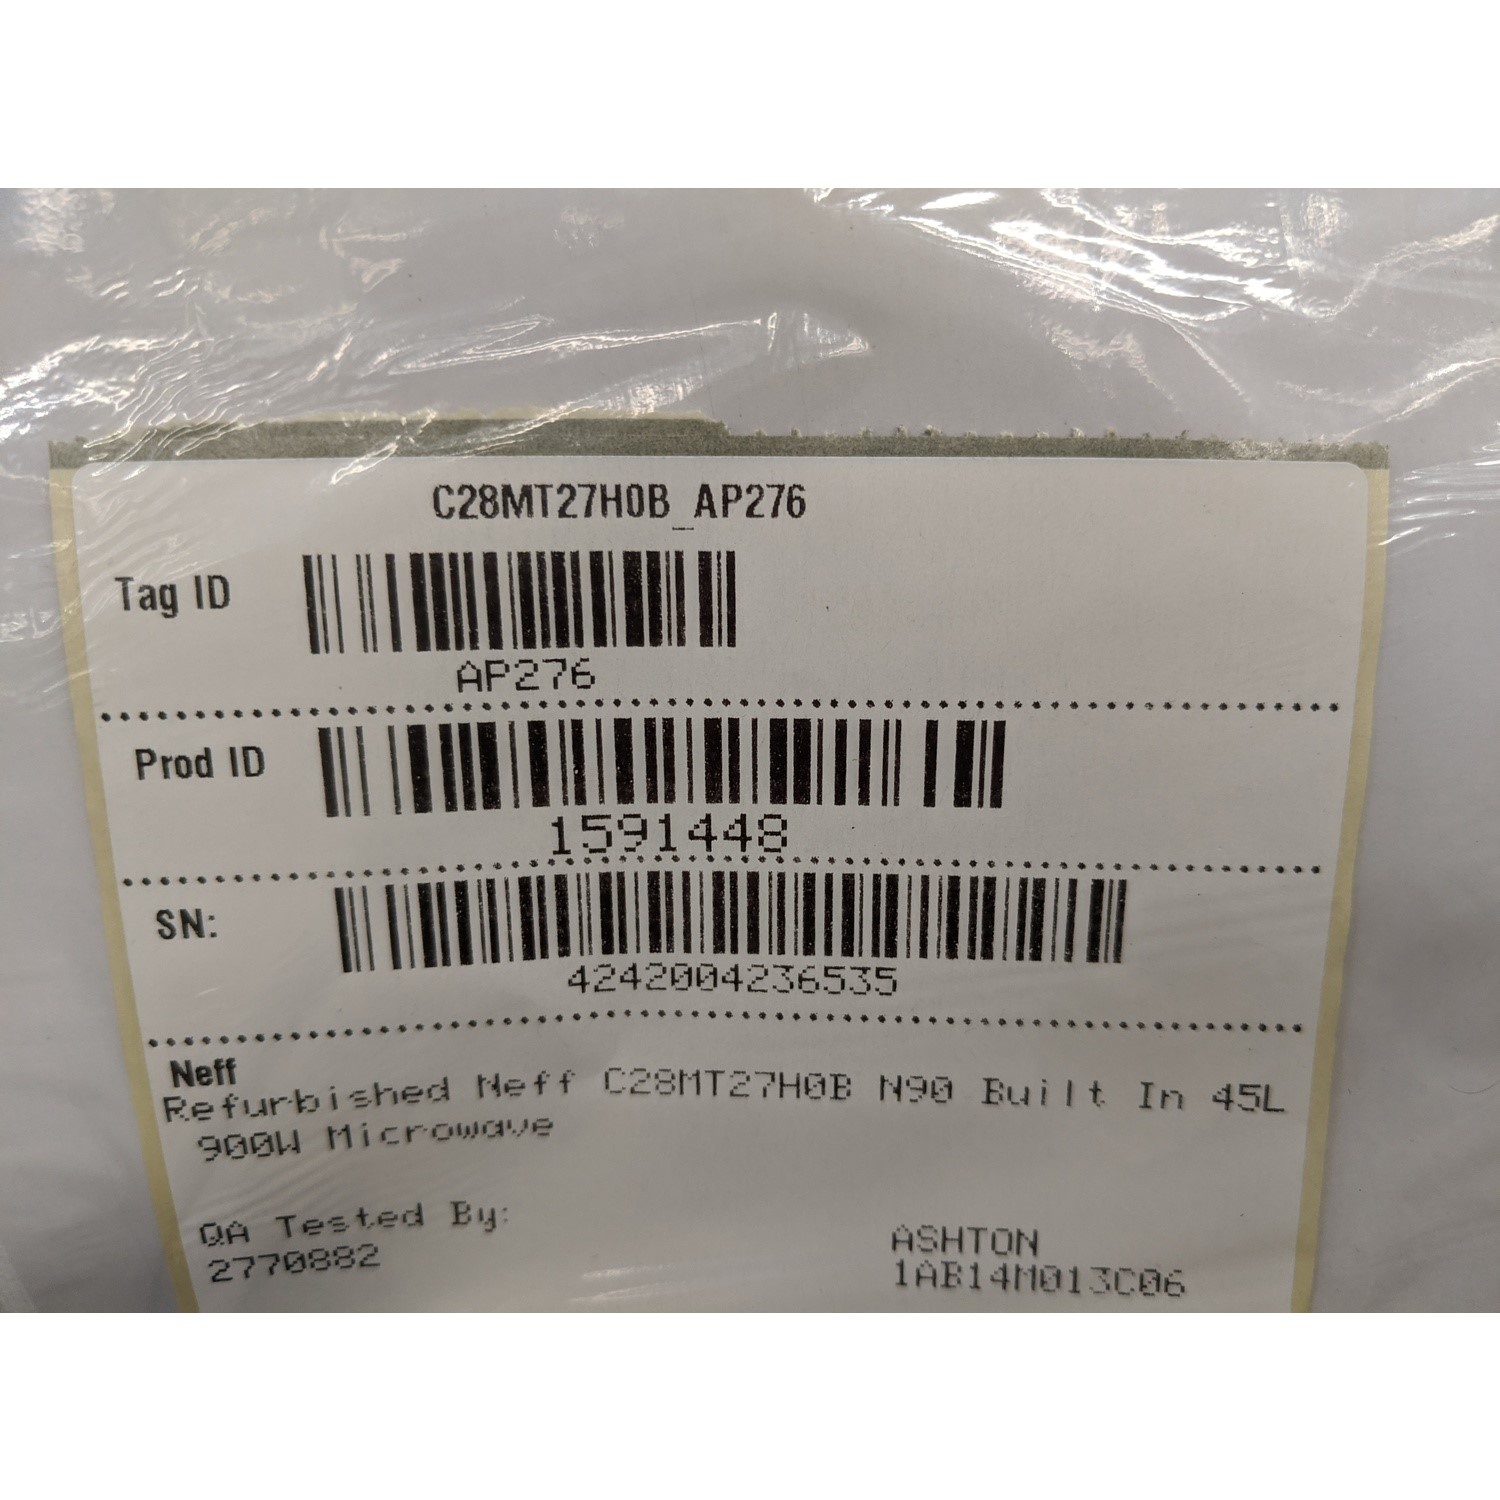 C28MT27H0B_AP276
Tag ID
AP276
Prod ID
1591448
SN:
4242004236535
Neff
Refurbished Neff C28MT27H0B N90 Built In 45L
900W Microwave
QA Tested By:
2770882
ASHTON
1AB14M013C06